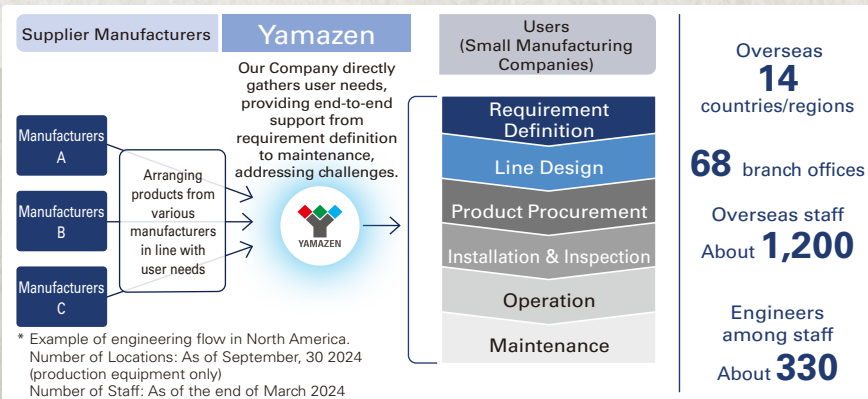 Supplier Manufacturers
Yamazen
Users
(Small Manufacturing
Companies)
Our Company directly
gathers user needs,
providing end-to-end
support from
requirement definition
to maintenance,
addressing challenges.
Manufacturers
A
Manufacturers
B
Manufacturers
C
Arranging
products from
various
manufacturers
in line with
user needs
YAMAZEN
Requirement
Definition
Line Design
Product Procurement
Installation & Inspection
Operation
Maintenance
* Example of engineering flow in North America.
Number of Locations: As of September, 30 2024
(production equipment only)
Number of Staff: As of the end of March 2024
Overseas
14
countries/regions
68 branch offices
Overseas staff
About 1,200
Engineers
among staff
About 330